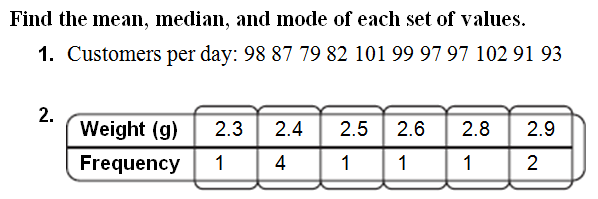 Find the mean, median, and mode of each set of values.
1. Customers per day: 98 87 79 82 101 99 97 97 102 91 93
2.
Weight (g) 2.3 2.4 2.5 2.6 2.8 2.9
Frequency 1 4 1 1 1 2